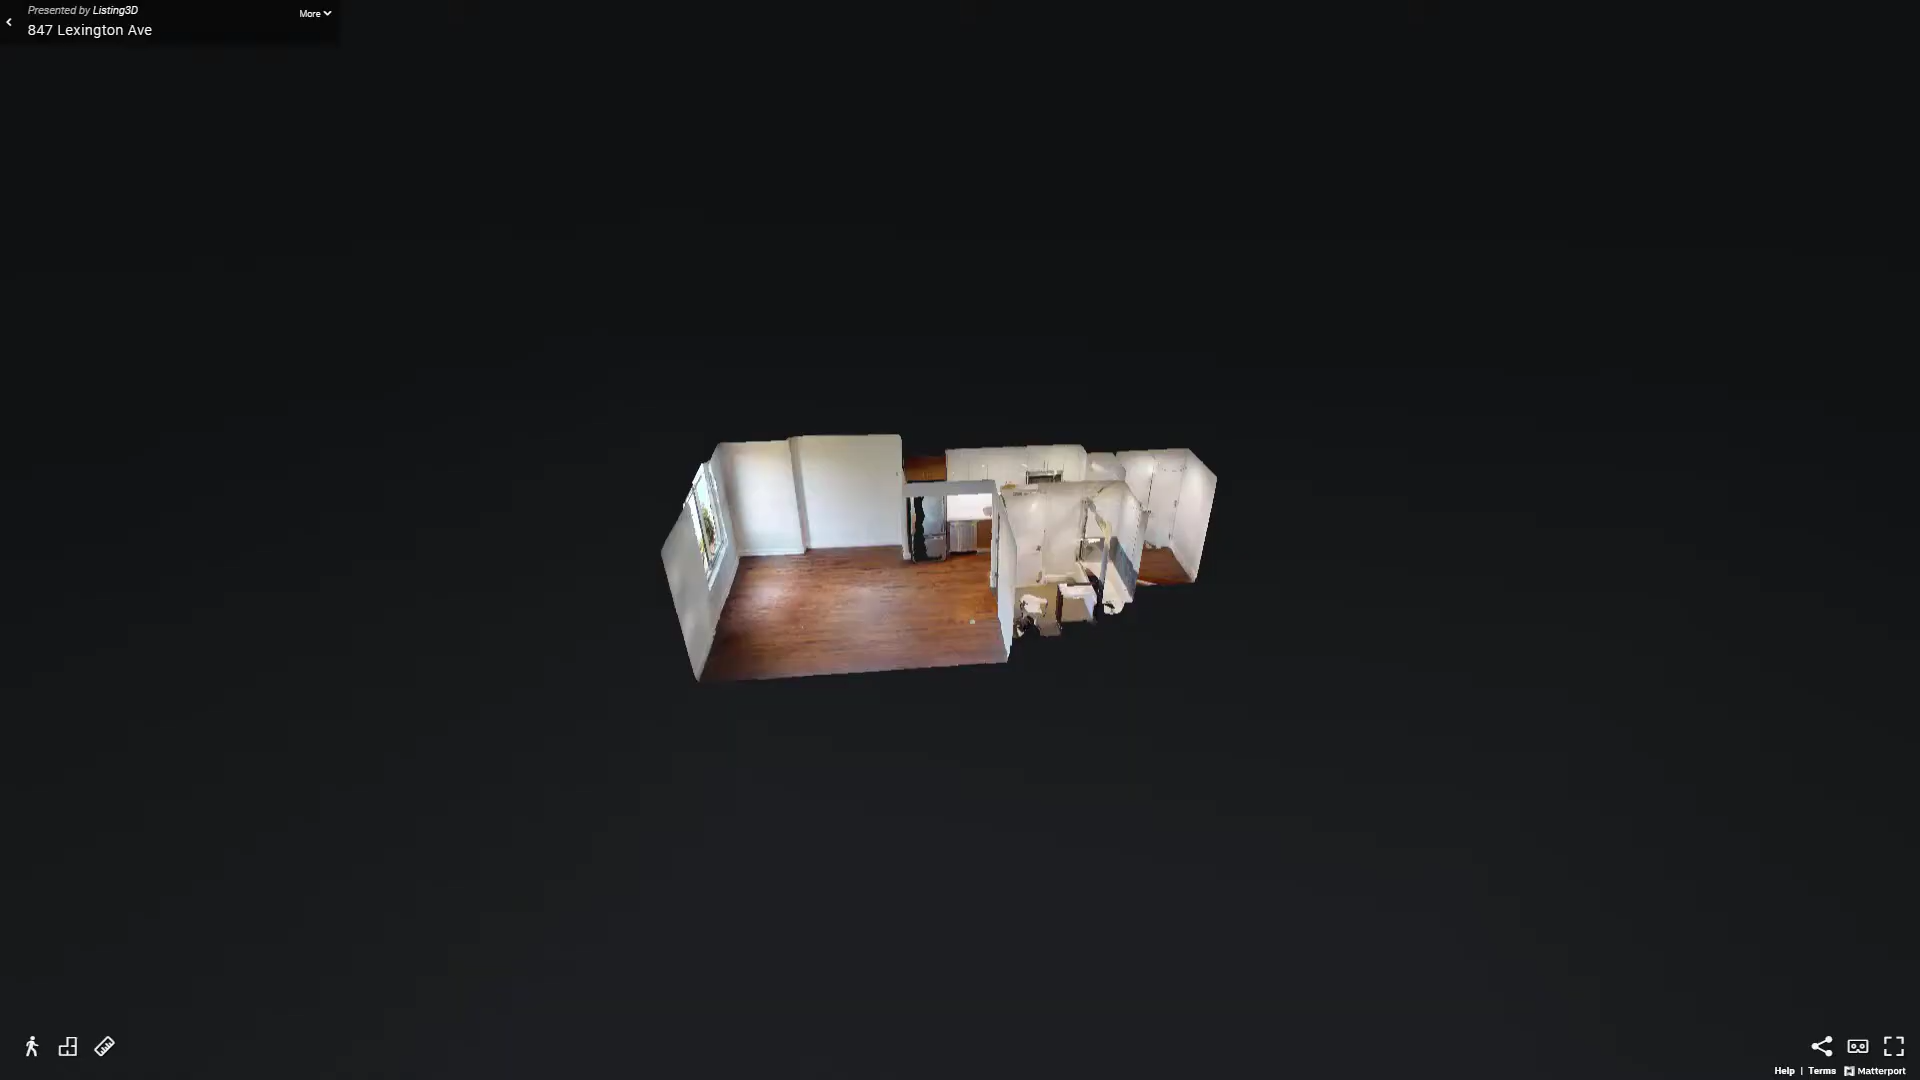 Presented by Listing3D
More
847 Lexington Ave
Help | Terms Matterport